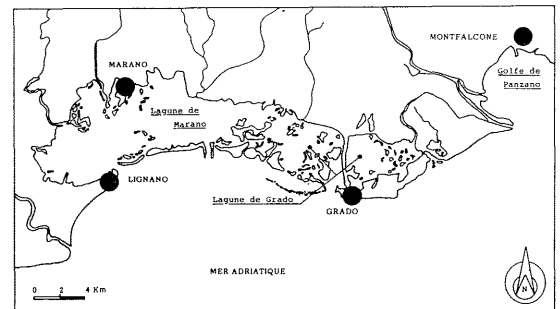 MONTFALCONE
Golfe de
Panzano
MARANO
Lagune de
Marano
LIGNANO
Lagune de Grado
GRADO
MER ADRIATIQUE
0 2 4 Km
N